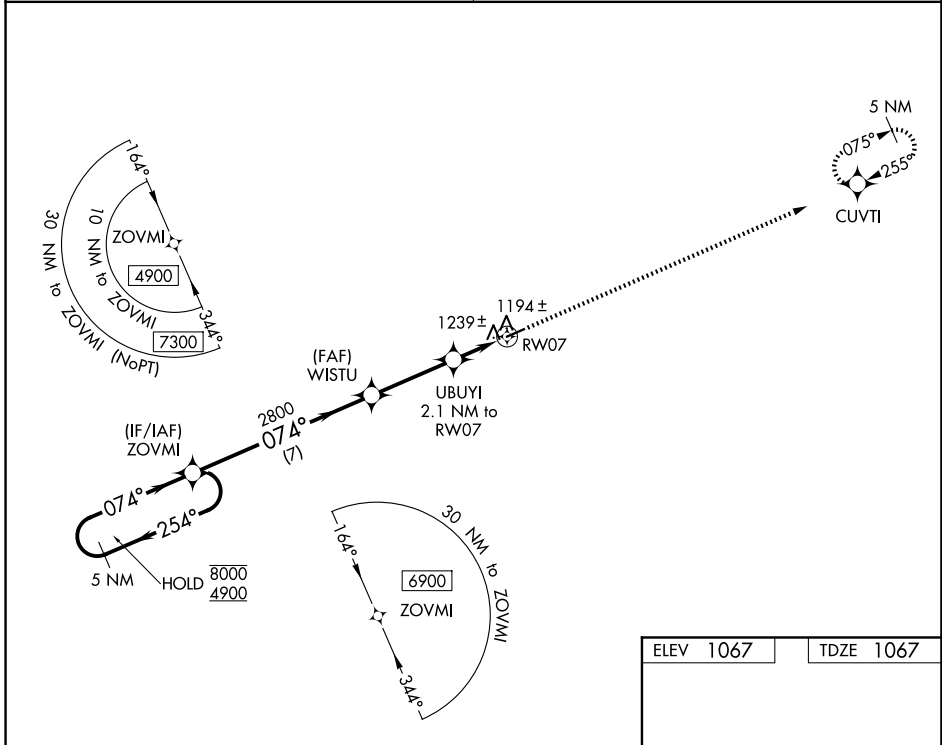 5 NM
075°
255°
CUVTI
164°
ZOVMI
4900
10 NM to ZOVMI
30 NM to ZOVMI (NoPT)
7300
344°
1194 ±
1239 ±
RW07
(FAF)
WISTU
UBUYI
2.1 NM to
RW07
2800
074°
(7)
(IF/IAF)
ZOVMI
074°
254°
5 NM
HOLD
8000
4900
164°
30 NM to ZOVMI
6900
ZOVMI
344°
ELEV 1067
TDZE 1067